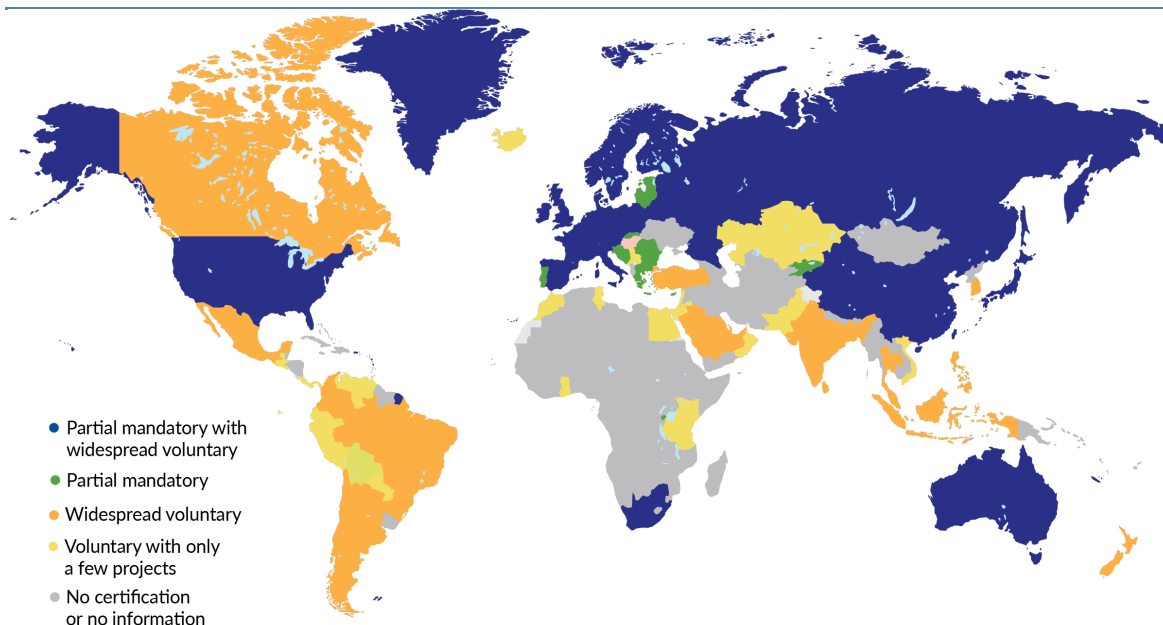 Partial mandatory with
widespread voluntary
Partial mandatory
Widespread voluntary
Voluntary with only
a few projects
No certification
or no information